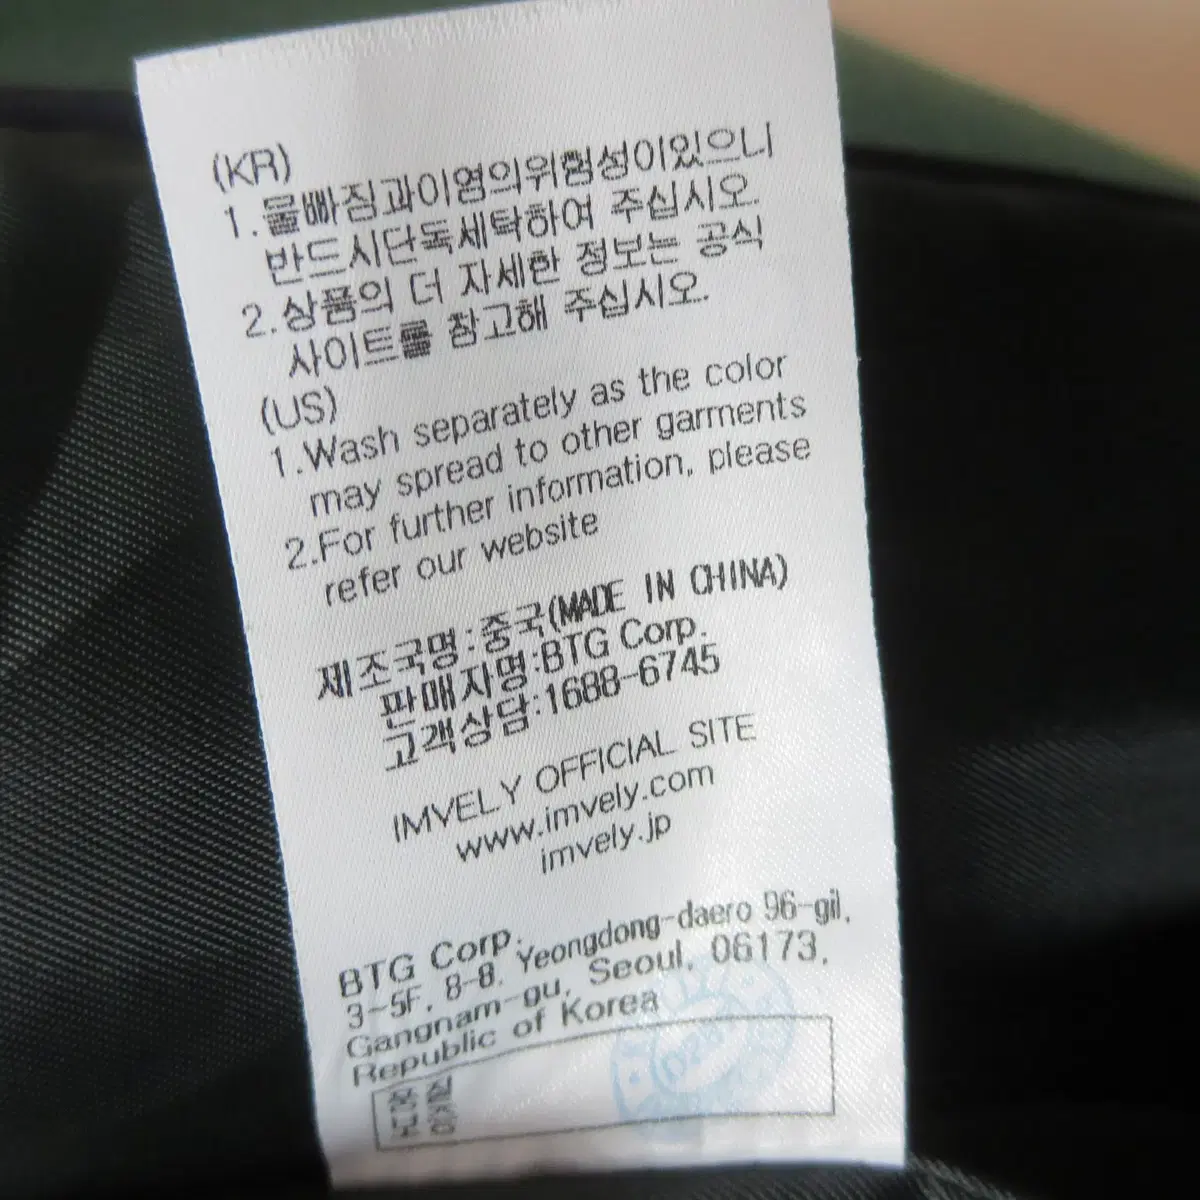 (KR)
1.물빠짐과이염의위험성이있으니
반드시단독세탁하여 주십시오.
2.상품의 더 자세한 정보는 공식
사이트를 참고해 주십시오.
(US)
1.Wash separately as the color
may spread to other garments
2.For further information, please
refer our website
제조국명:중국(MADE IN CHINA)
판매자명:BTG Corp.
고객상담:1688-6745
IMVELY OFFICIAL SITE
www.imvely.com
imvely.jp
BTG Corp.
3-5F, 8-8, Yeongdong-daero 96-gil,
Gangnam-gu, Seoul, 06173,
Republic of Korea